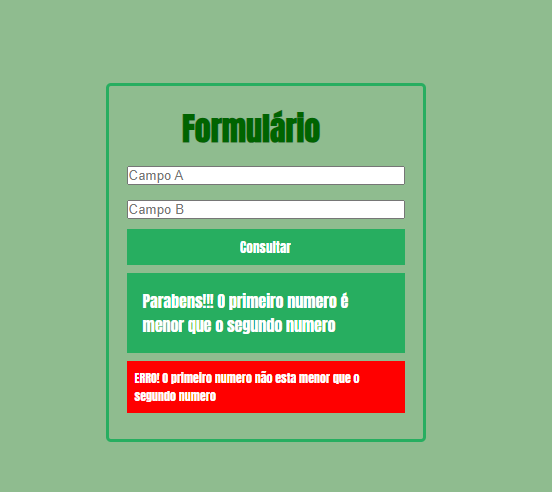 Formulário
Campo A
Campo B
Consultar
Parabens!!! O primeiro numero é
menor que o segundo numero
ERRO! O primeiro numero não esta menor que o
segundo numero